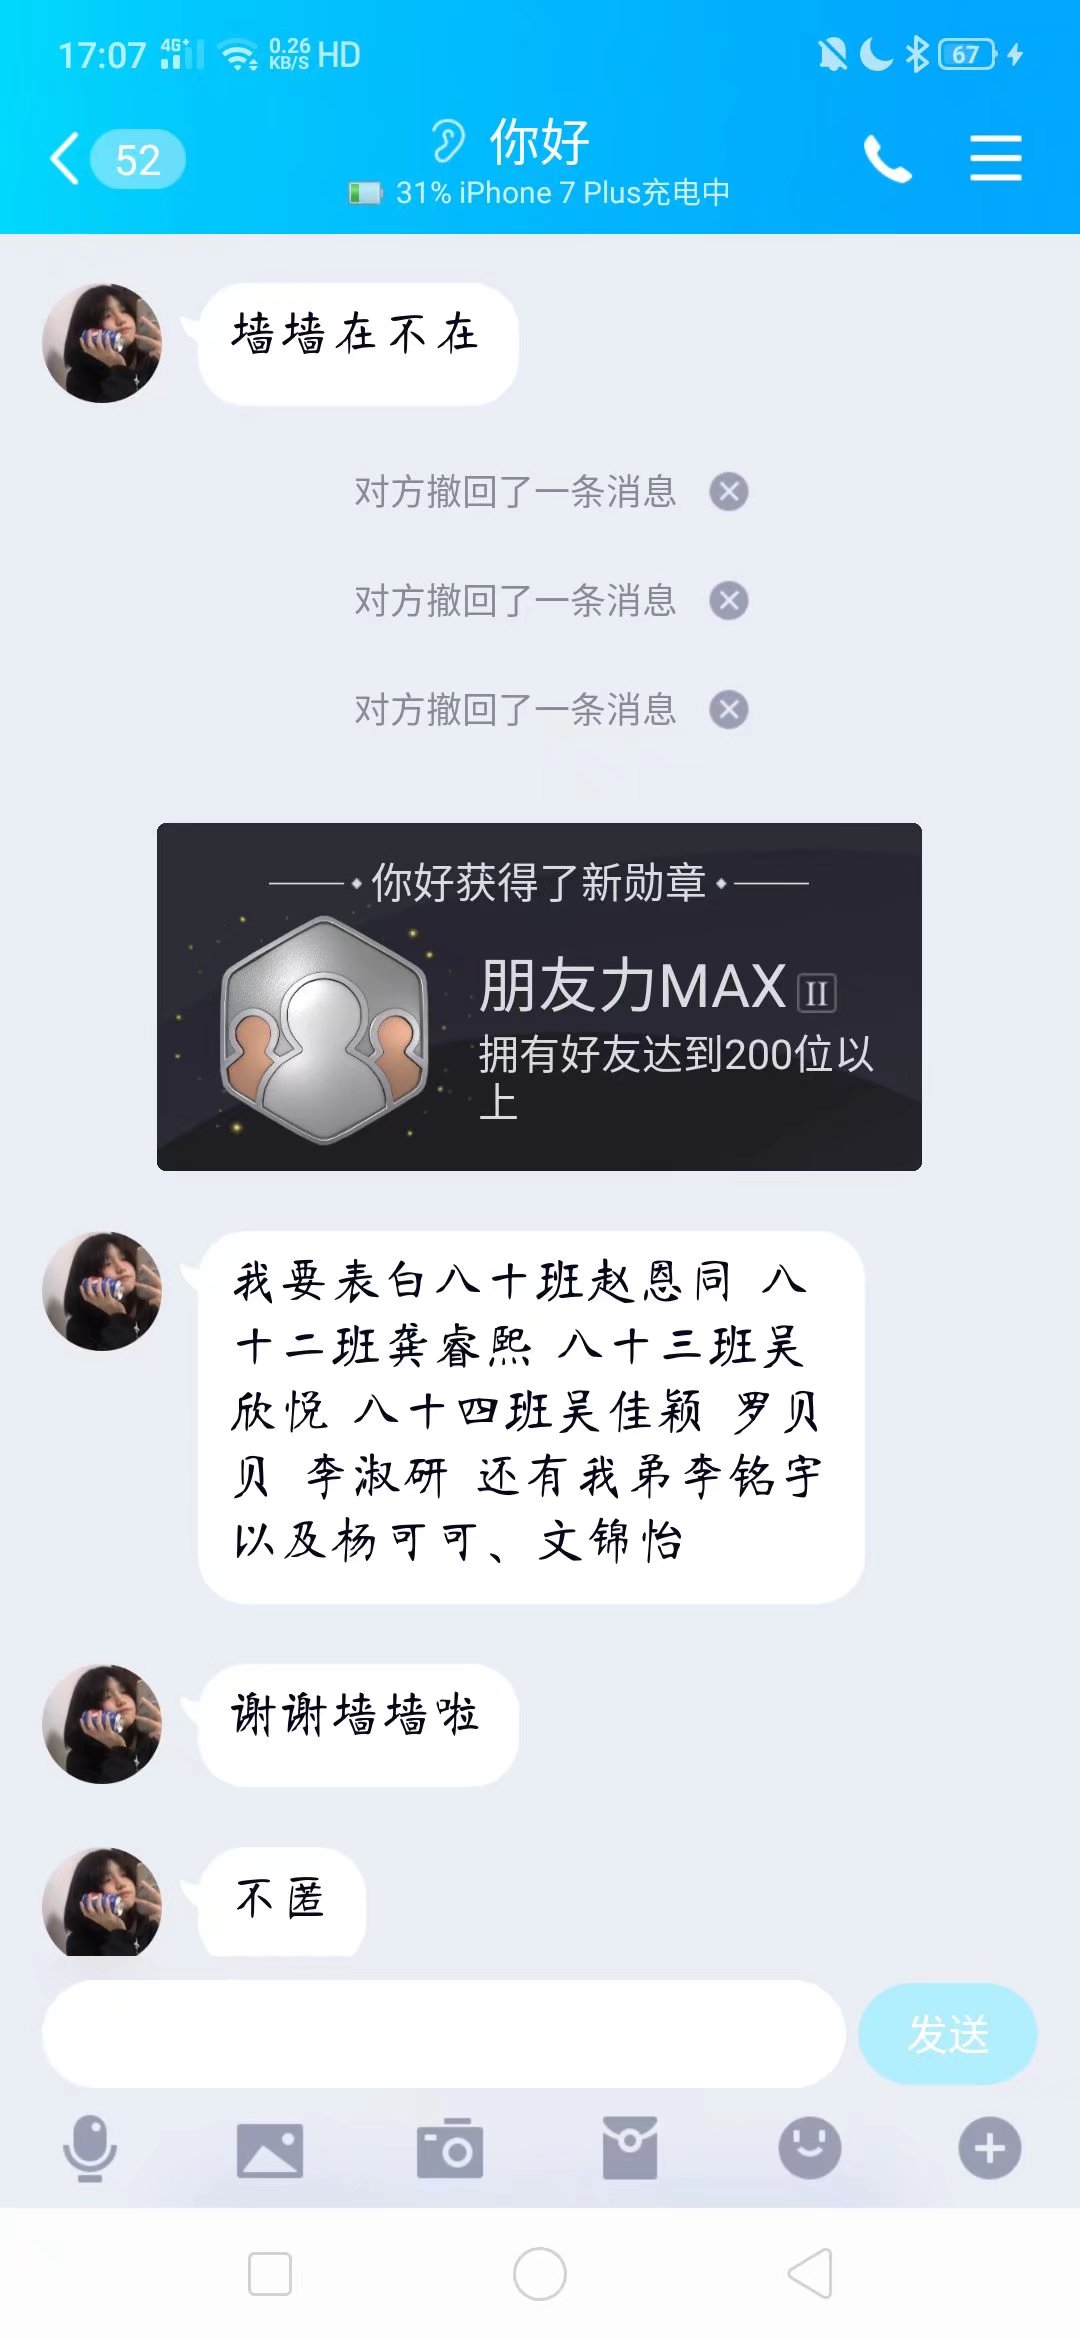 17:07 4G+ 0.26 KB/S HD 67
52 你好
31% iPhone 7 Plus充电中
墙墙在不在
对方撤回了一条消息
对方撤回了一条消息
对方撤回了一条消息
你好获得了新勋章
朋友力MAX II
拥有好友达到200位以
上
我要表白八十班赵恩同 八
十二班龚睿熙 八十三班吴
欣悦 八十四班吴佳颖 罗贝
贝 李淑研 还有我弟李铭宇
以及杨可可、文锦怡
谢谢墙墙啦
不匿
发送